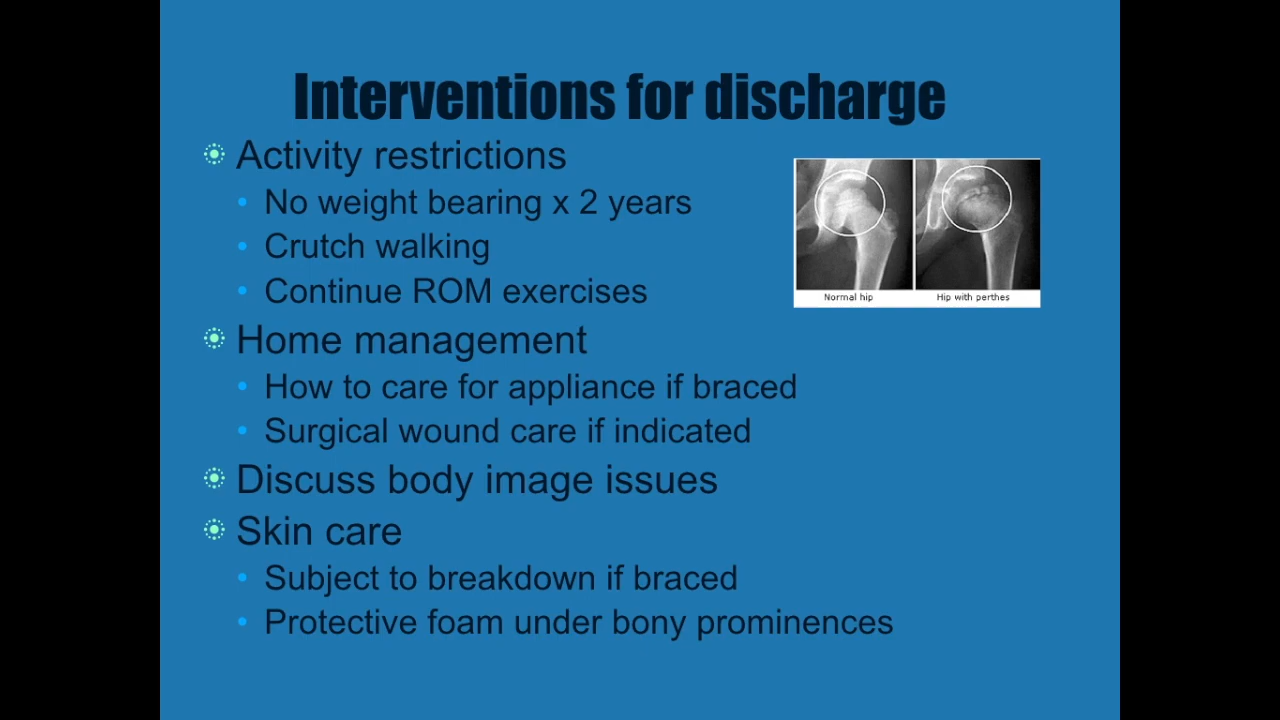 Interventions for discharge
Activity restrictions
No weight bearing x 2 years
Crutch walking
Continue ROM exercises
Normal hip
Hip with perthes
Home management
How to care for appliance if braced
Surgical wound care if indicated
Discuss body image issues
Skin care
Subject to breakdown if braced
Protective foam under bony prominences